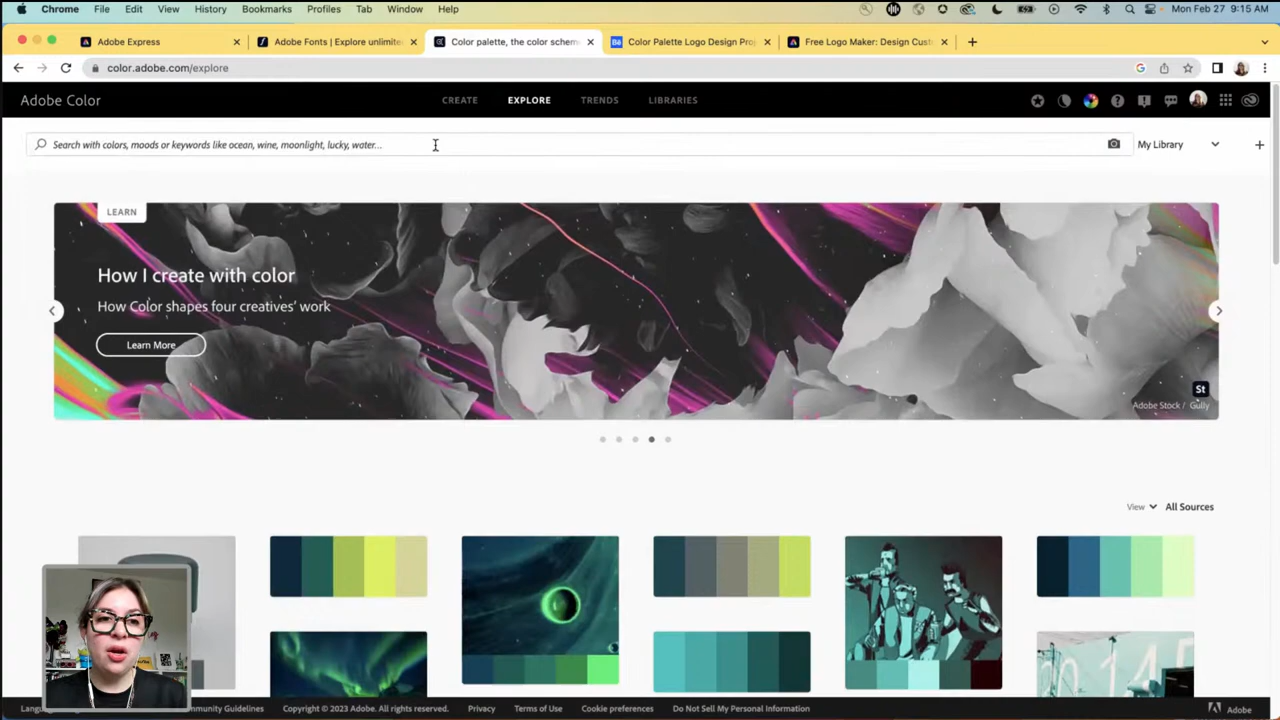 Chrome File Edit View History Bookmarks Profiles Tab Window Help Mon Feb 27 9:15 AM
Adobe Express Adobe Fonts | Explore unlimite Color palette, the color schem Color Palette Logo Design Proj Free Logo Maker: Design Cust
color.adobe.com/explore
Adobe Color CREATE EXPLORE TRENDS LIBRARIES
Search with colors, moods or keywords like ocean, wine, moonlight, lucky, water... My Library
LEARN
How I create with color
How Color shapes four creatives' work
Learn More
St
Adobe Stock / Gully
View All Sources
mmunity Guidelines Copyright © 2023 Adobe. All rights reserved. Privacy Terms of Use Cookie preferences Do Not Sell My Personal Information Adobe